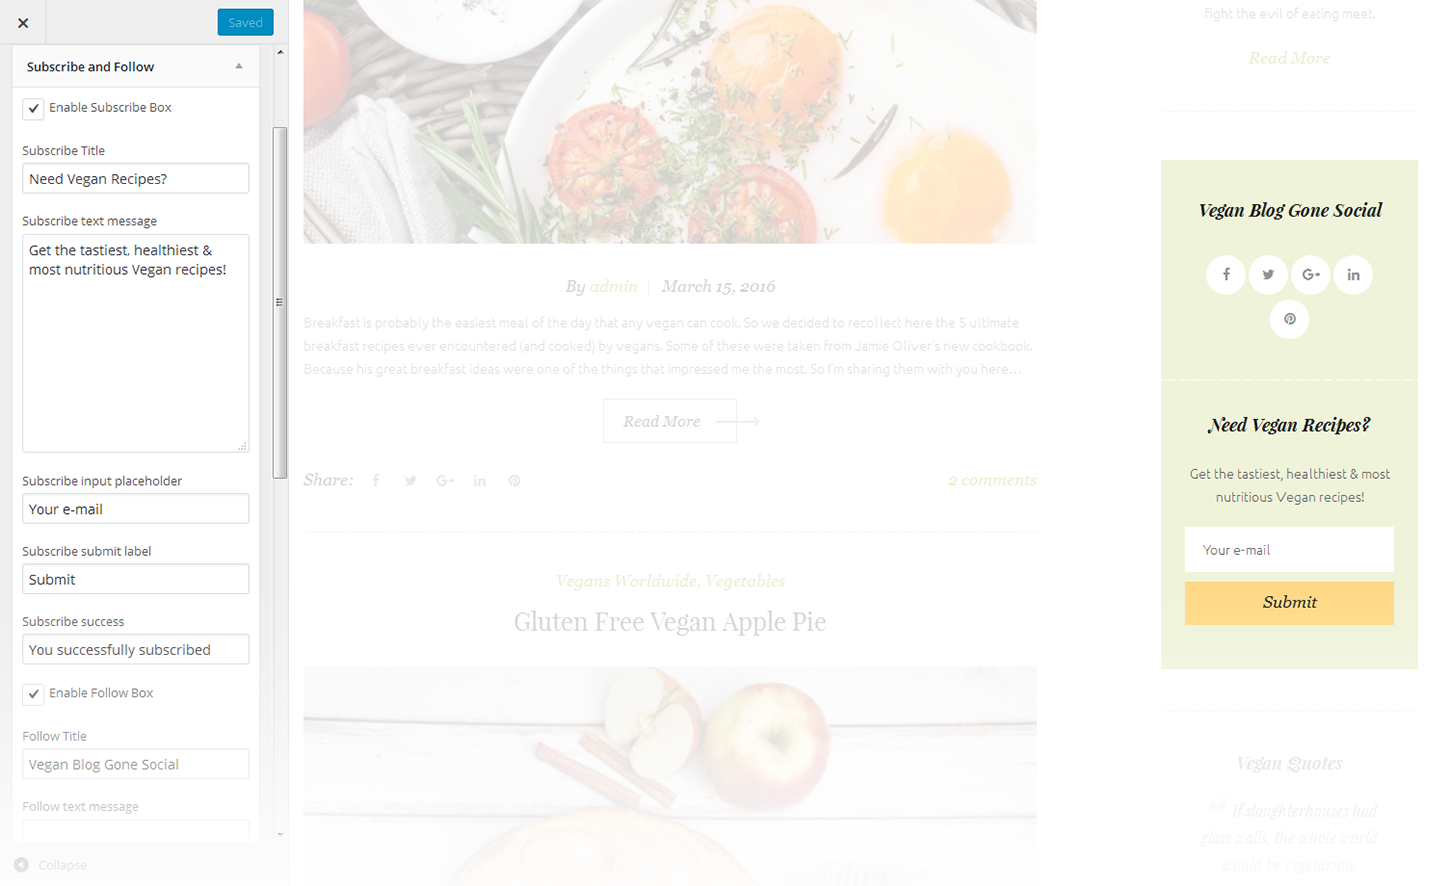 Saved
Subscribe and Follow
Enable Subscribe Box
Subscribe Title
Need Vegan Recipes?
Subscribe text message
Get the tastiest, healthiest &
most nutritious Vegan recipes!
Subscribe input placeholder
Your e-mail
Subscribe submit label
Submit
Subscribe success
You successfully subscribed
Enable Follow Box
Follow Title
Vegan Blog Gone Social
Follow text message
Collapse
By admin | March 15, 2016
Breakfast is probably the easiest meal of the day that any vegan can cook. So we decided to recollect here the 5 ultimate
breakfast recipes ever encountered (and cooked) by vegans. Some of these were taken from Jamie Oliver's new cookbook.
Because his great breakfast ideas were one of the things that impressed me the most. So I'm sharing them with you here…
Read More
Share:
2 comments
Vegans Worldwide, Vegetables
Gluten Free Vegan Apple Pie
fight the evil of eating meet.
Read More
Vegan Blog Gone Social
Need Vegan Recipes?
Get the tastiest, healthiest & most
nutritious Vegan recipes!
Your e-mail
Submit
Vegan Quotes
" If slaughterhouses had
glass walls, the whole world
would be vegetarian.